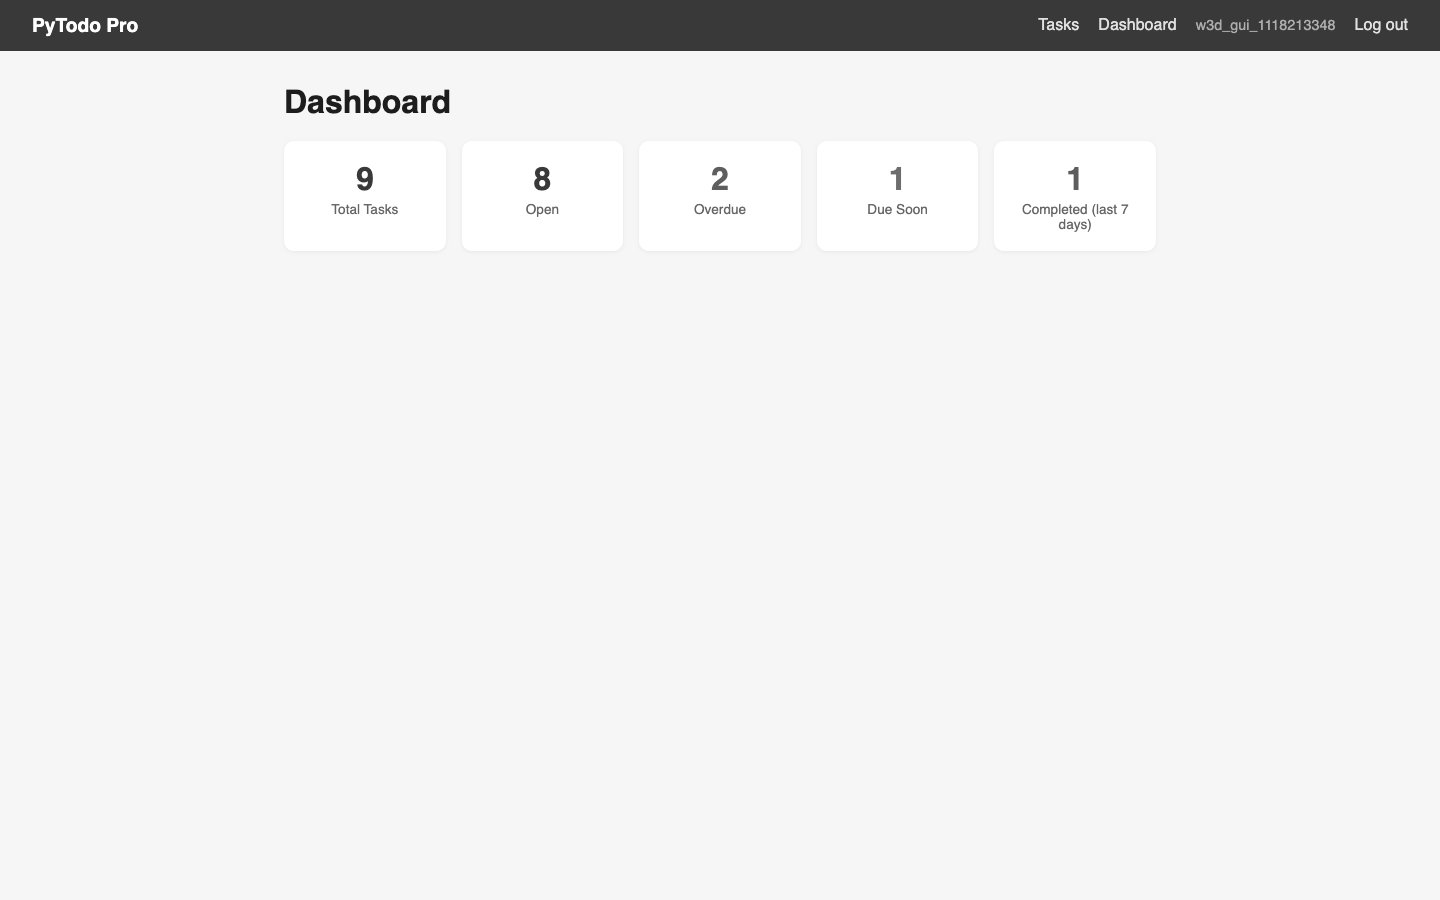 PyTodo Pro
Tasks Dashboard w3d_gui_1118213348 Log out
Dashboard
9
Total Tasks
8
Open
2
Overdue
1
Due Soon
1
Completed (last 7
days)